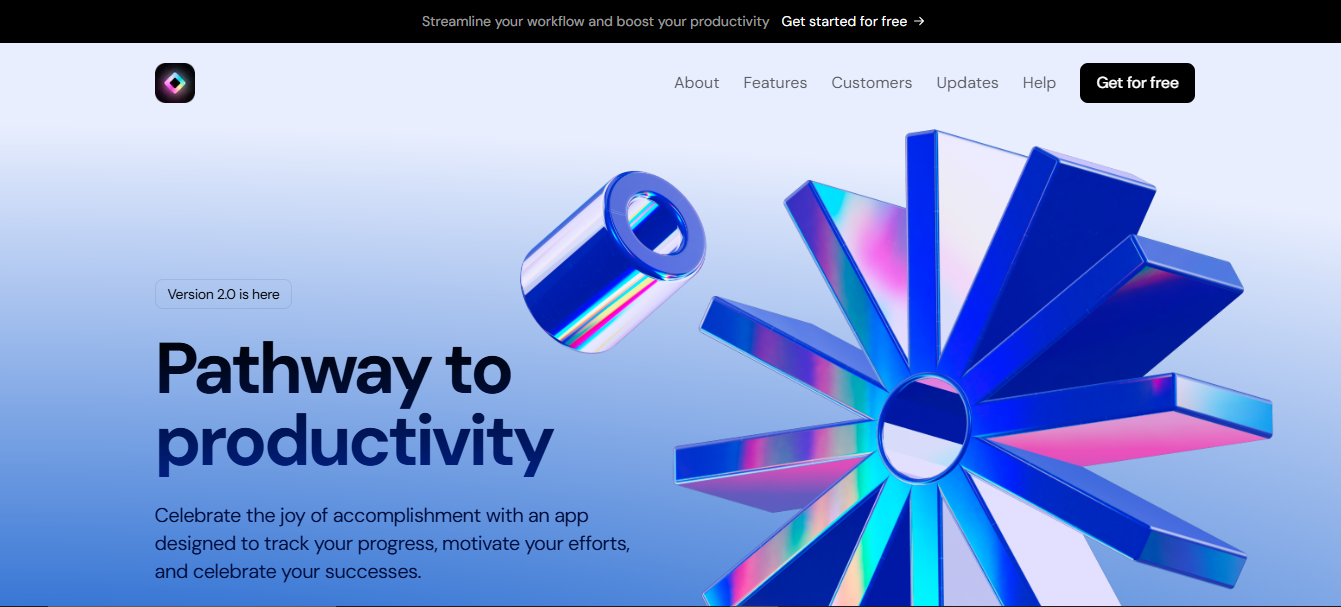 Streamline your workflow and boost your productivity Get started for free →
About Features Customers Updates Help Get for free
Version 2.0 is here
Pathway to
productivity
Celebrate the joy of accomplishment with an app
designed to track your progress, motivate your efforts,
and celebrate your successes.